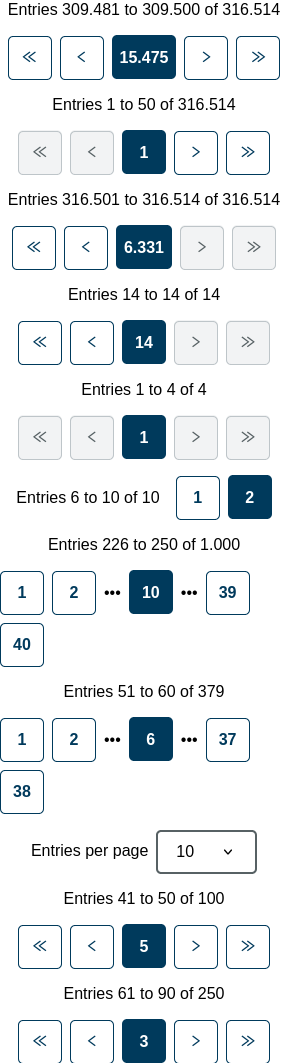 Entries 309.481 to 309.500 of 316.514
15.475
Entries 1 to 50 of 316.514
1
Entries 316.501 to 316.514 of 316.514
6.331
Entries 14 to 14 of 14
14
Entries 1 to 4 of 4
1
Entries 6 to 10 of 10 1 2
Entries 226 to 250 of 1.000
1 2 ••• 10 ••• 39
40
Entries 51 to 60 of 379
1 2 ••• 6 ••• 37
38
Entries per page 10
Entries 41 to 50 of 100
5
Entries 61 to 90 of 250
3